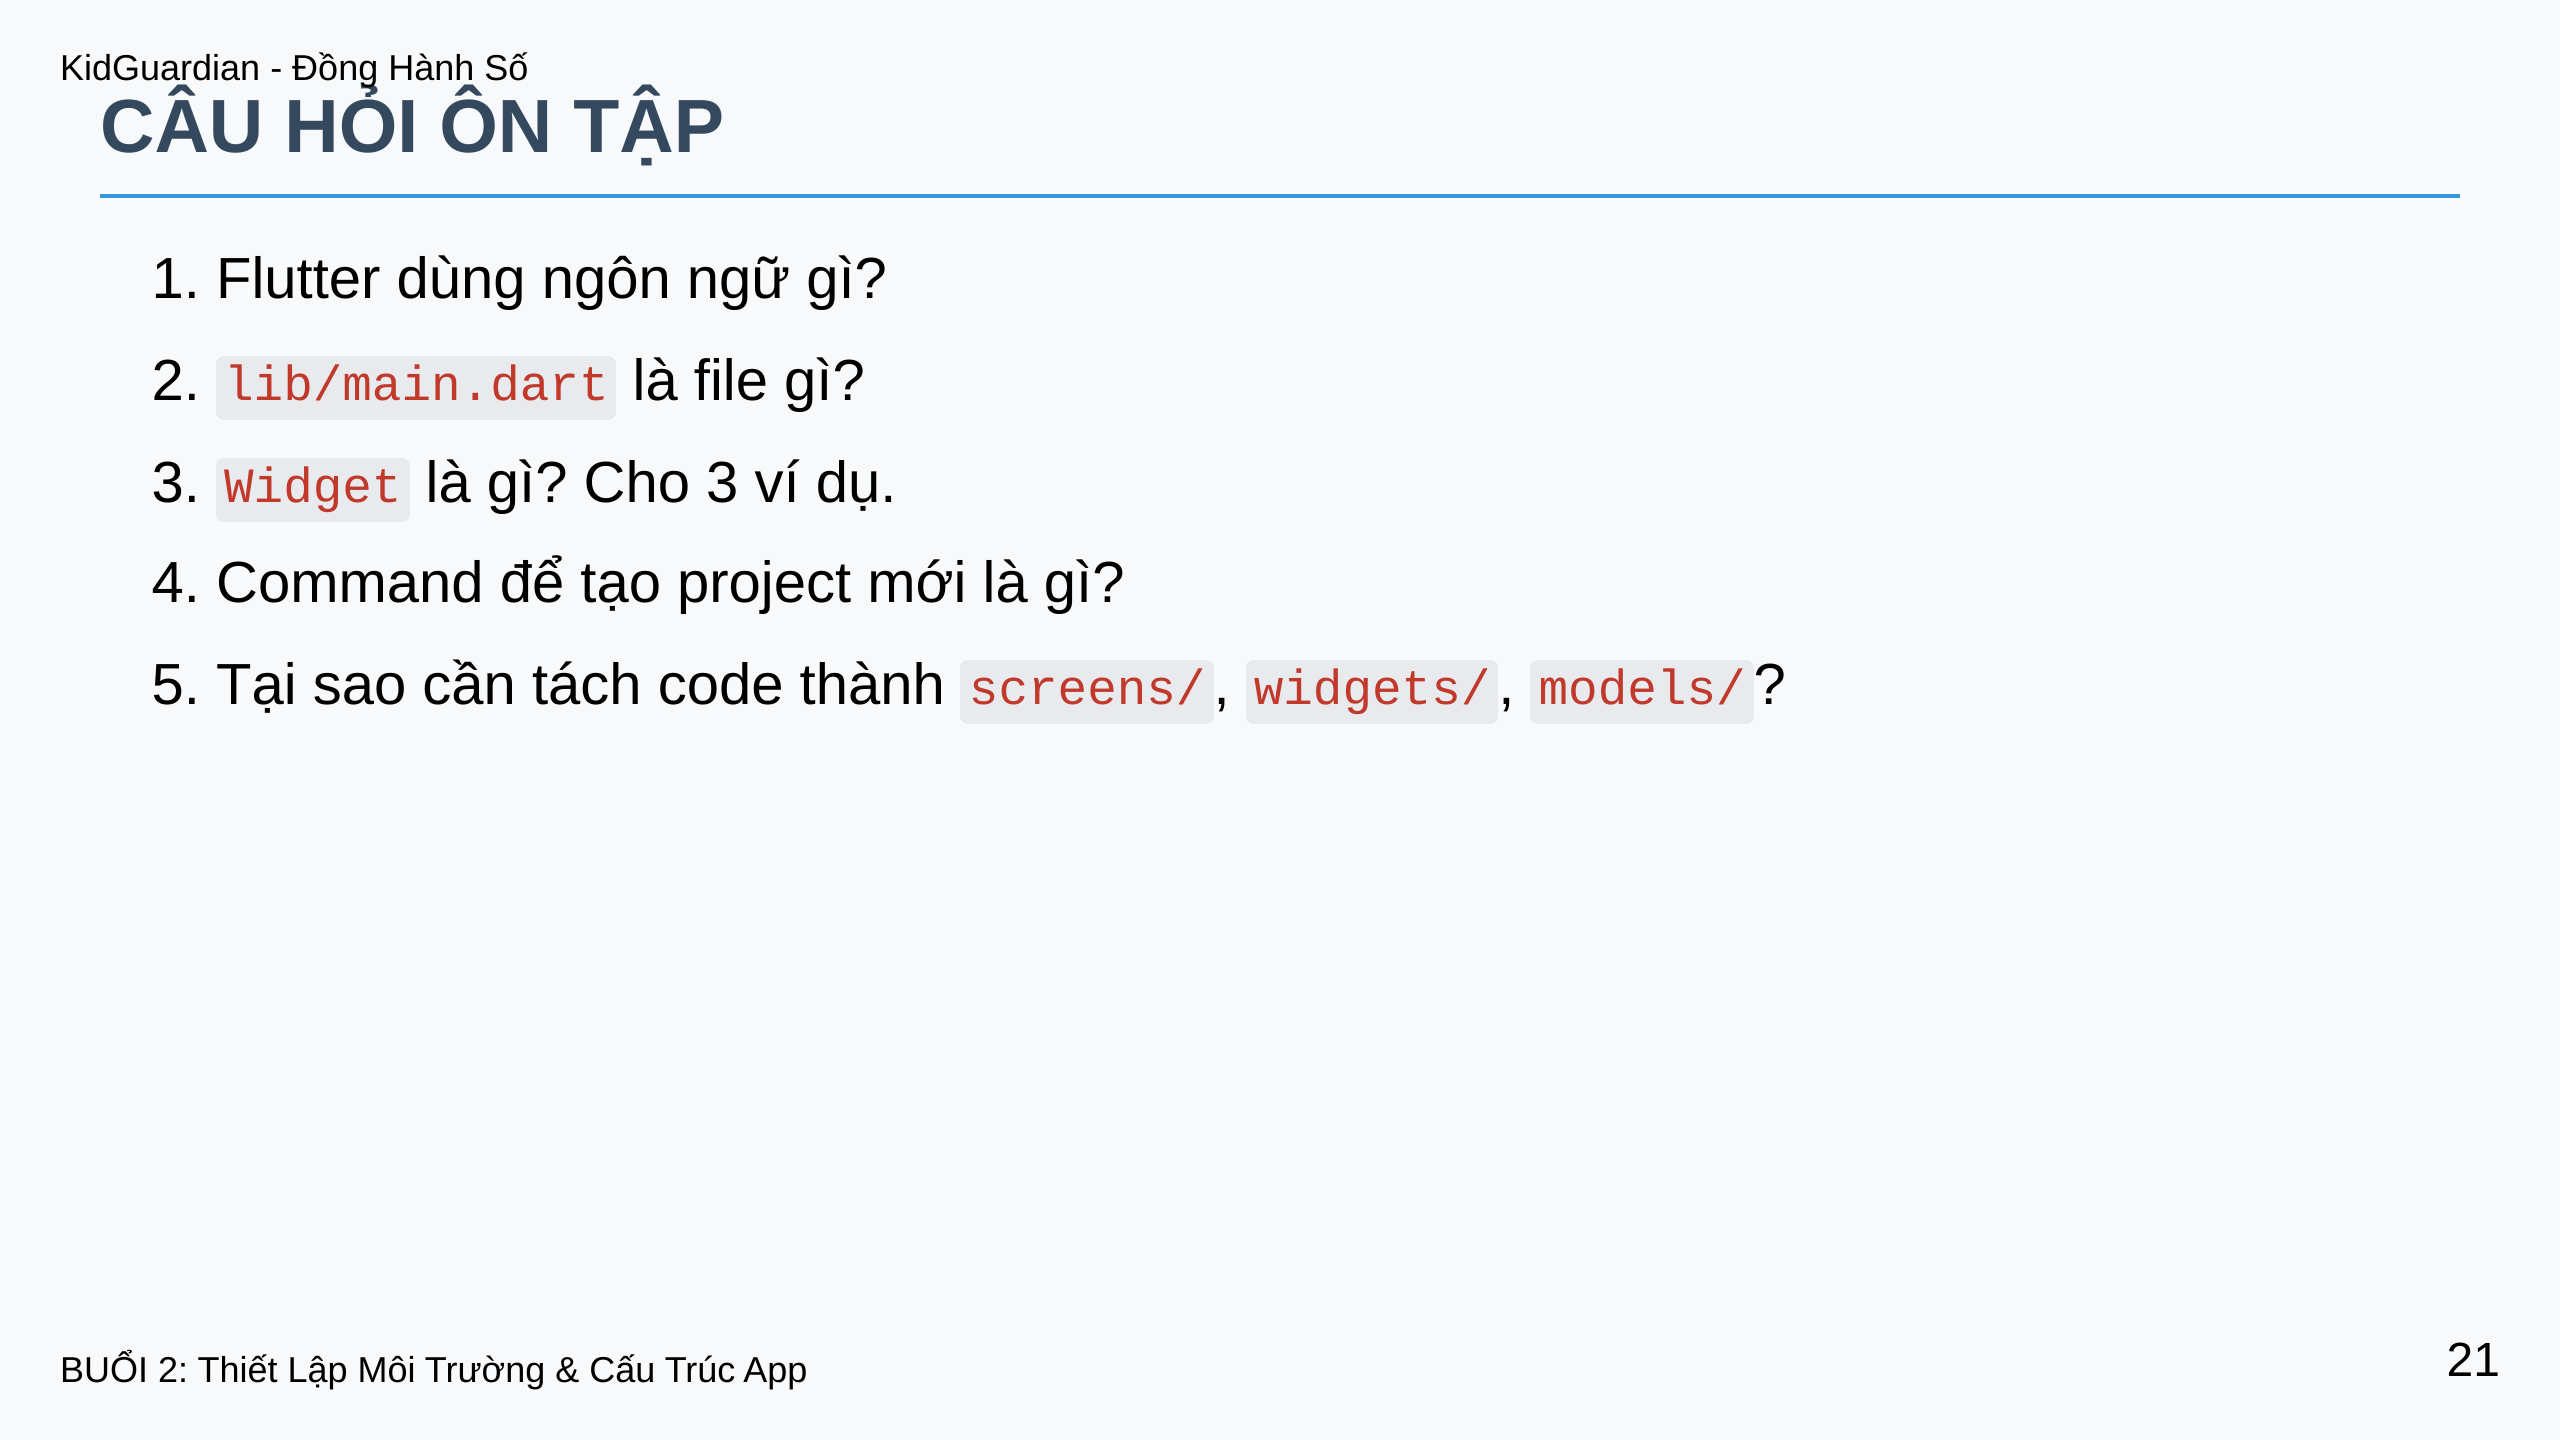 KidGuardian - Đồng Hành Số
CÂU HỎI ÔN TẬP
1. Flutter dùng ngôn ngữ gì?
2. lib/main.dart là file gì?
3. Widget là gì? Cho 3 ví dụ.
4. Command để tạo project mới là gì?
5. Tại sao cần tách code thành screens/, widgets/, models/?
BUỔI 2: Thiết Lập Môi Trường & Cấu Trúc App
21